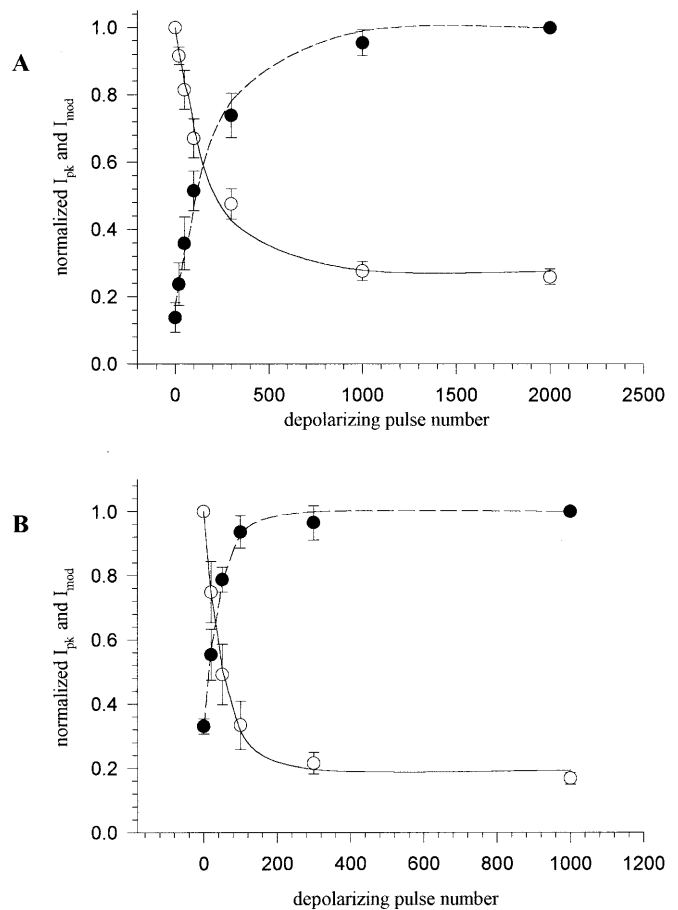 A
1.0
0.8
0.6
0.4
0.2
0.0
normalized I_pk and I_mod
0 500 1000 1500 2000 2500
depolarizing pulse number
B
1.0
0.8
0.6
0.4
0.2
0.0
normalized I_pk and I_mod
0 200 400 600 800 1000 1200
depolarizing pulse number